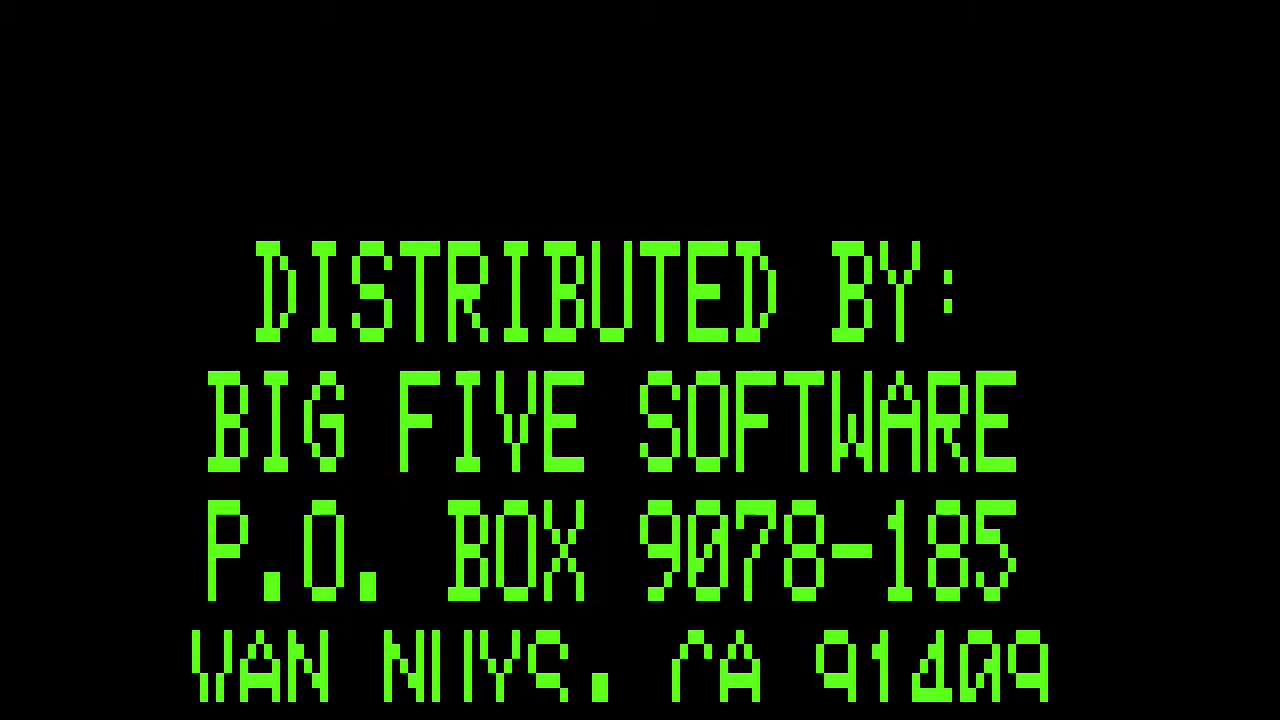 DISTRIBUTED BY:
BIG FIVE SOFTWARE
P.O. BOX 9078-185
VAN NUYS, CA 91409